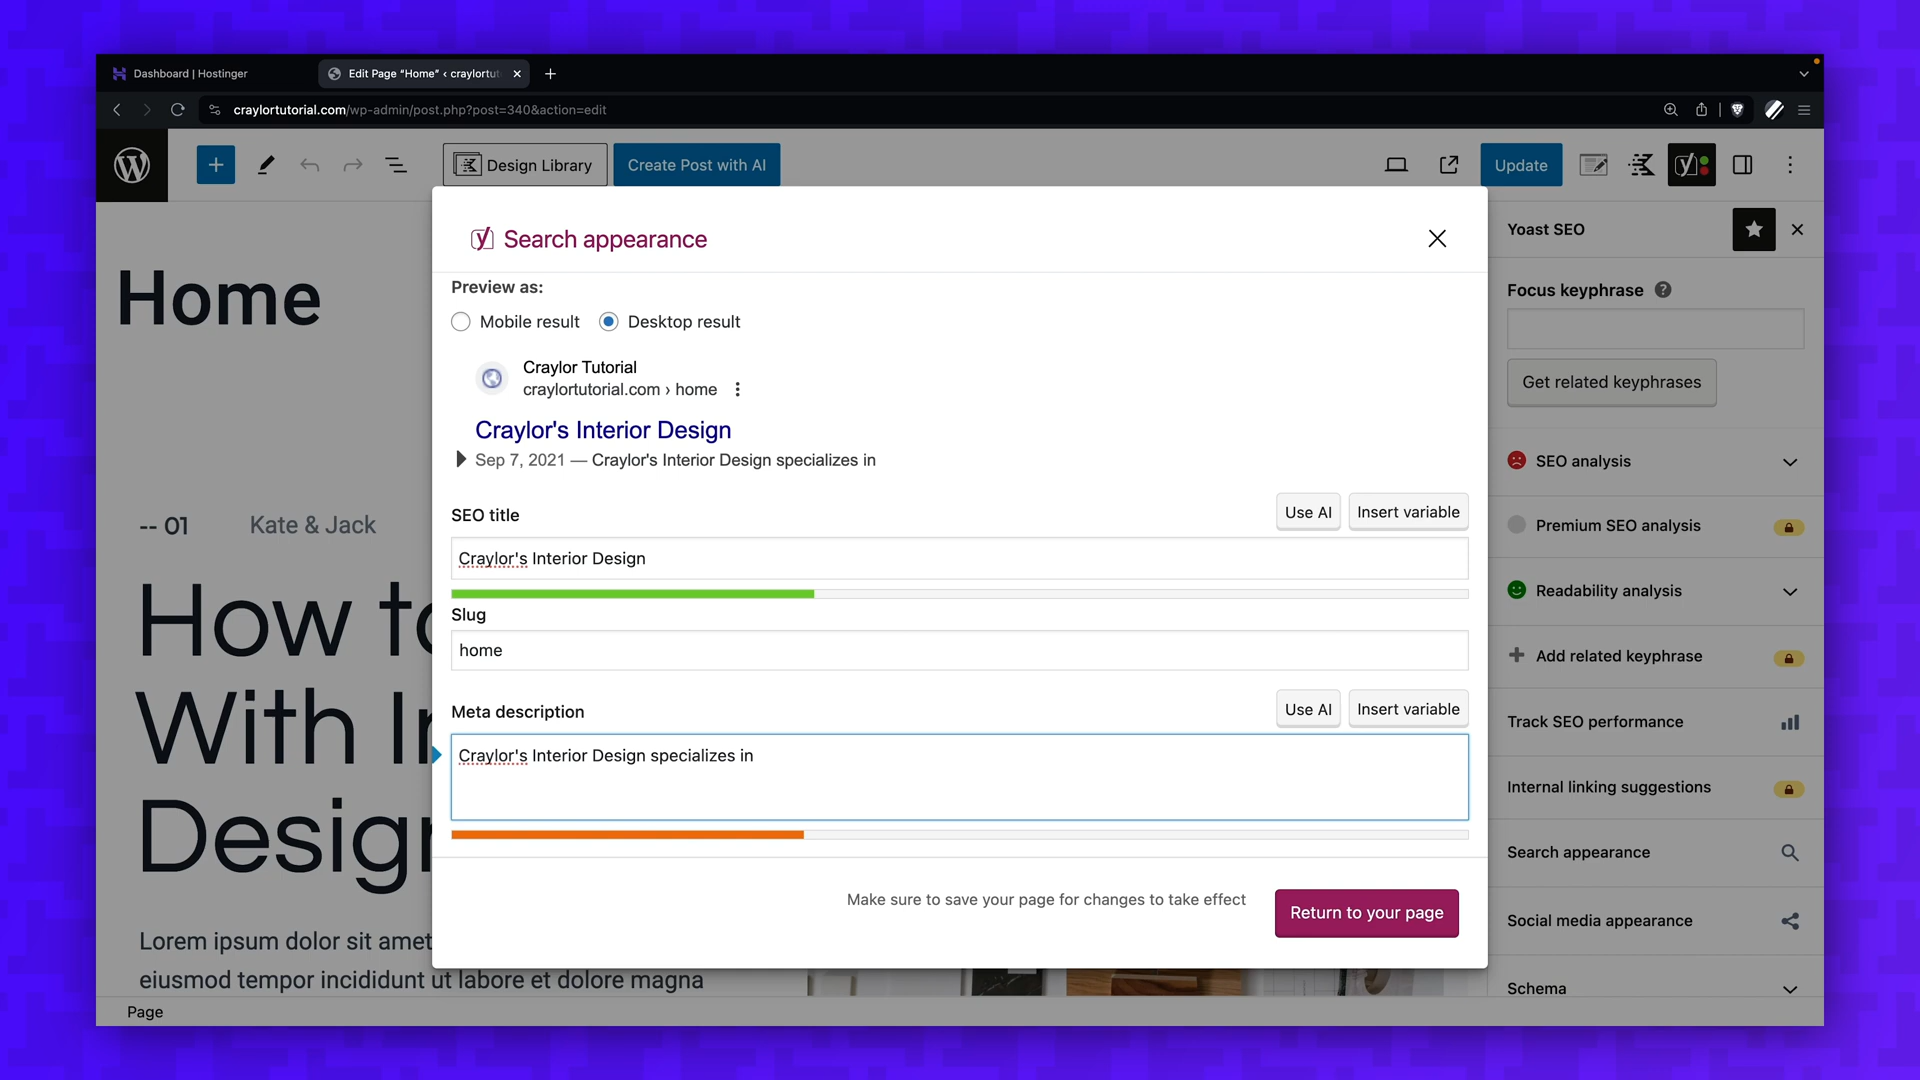 Dashboard | Hostinger
Edit Page “Home” ‹ craylortut
craylortutorial.com/wp-admin/post.php?post=340&action=edit
Design Library
Create Post with AI
Update
Search appearance
Preview as:
Mobile result
Desktop result
Craylor Tutorial
craylortutorial.com › home
Craylor's Interior Design
Sep 7, 2021 — Craylor's Interior Design specializes in
SEO title
Use AI
Insert variable
Craylor's Interior Design
Slug
home
Meta description
Use AI
Insert variable
Craylor's Interior Design specializes in
Make sure to save your page for changes to take effect
Return to your page
Home
-- 01
Kate & Jack
How to
With In
Design
Lorem ipsum dolor sit amet
eiusmod tempor incididunt ut labore et dolore magna
Page
Yoast SEO
Focus keyphrase
Get related keyphrases
SEO analysis
Premium SEO analysis
Readability analysis
Add related keyphrase
Track SEO performance
Internal linking suggestions
Search appearance
Social media appearance
Schema